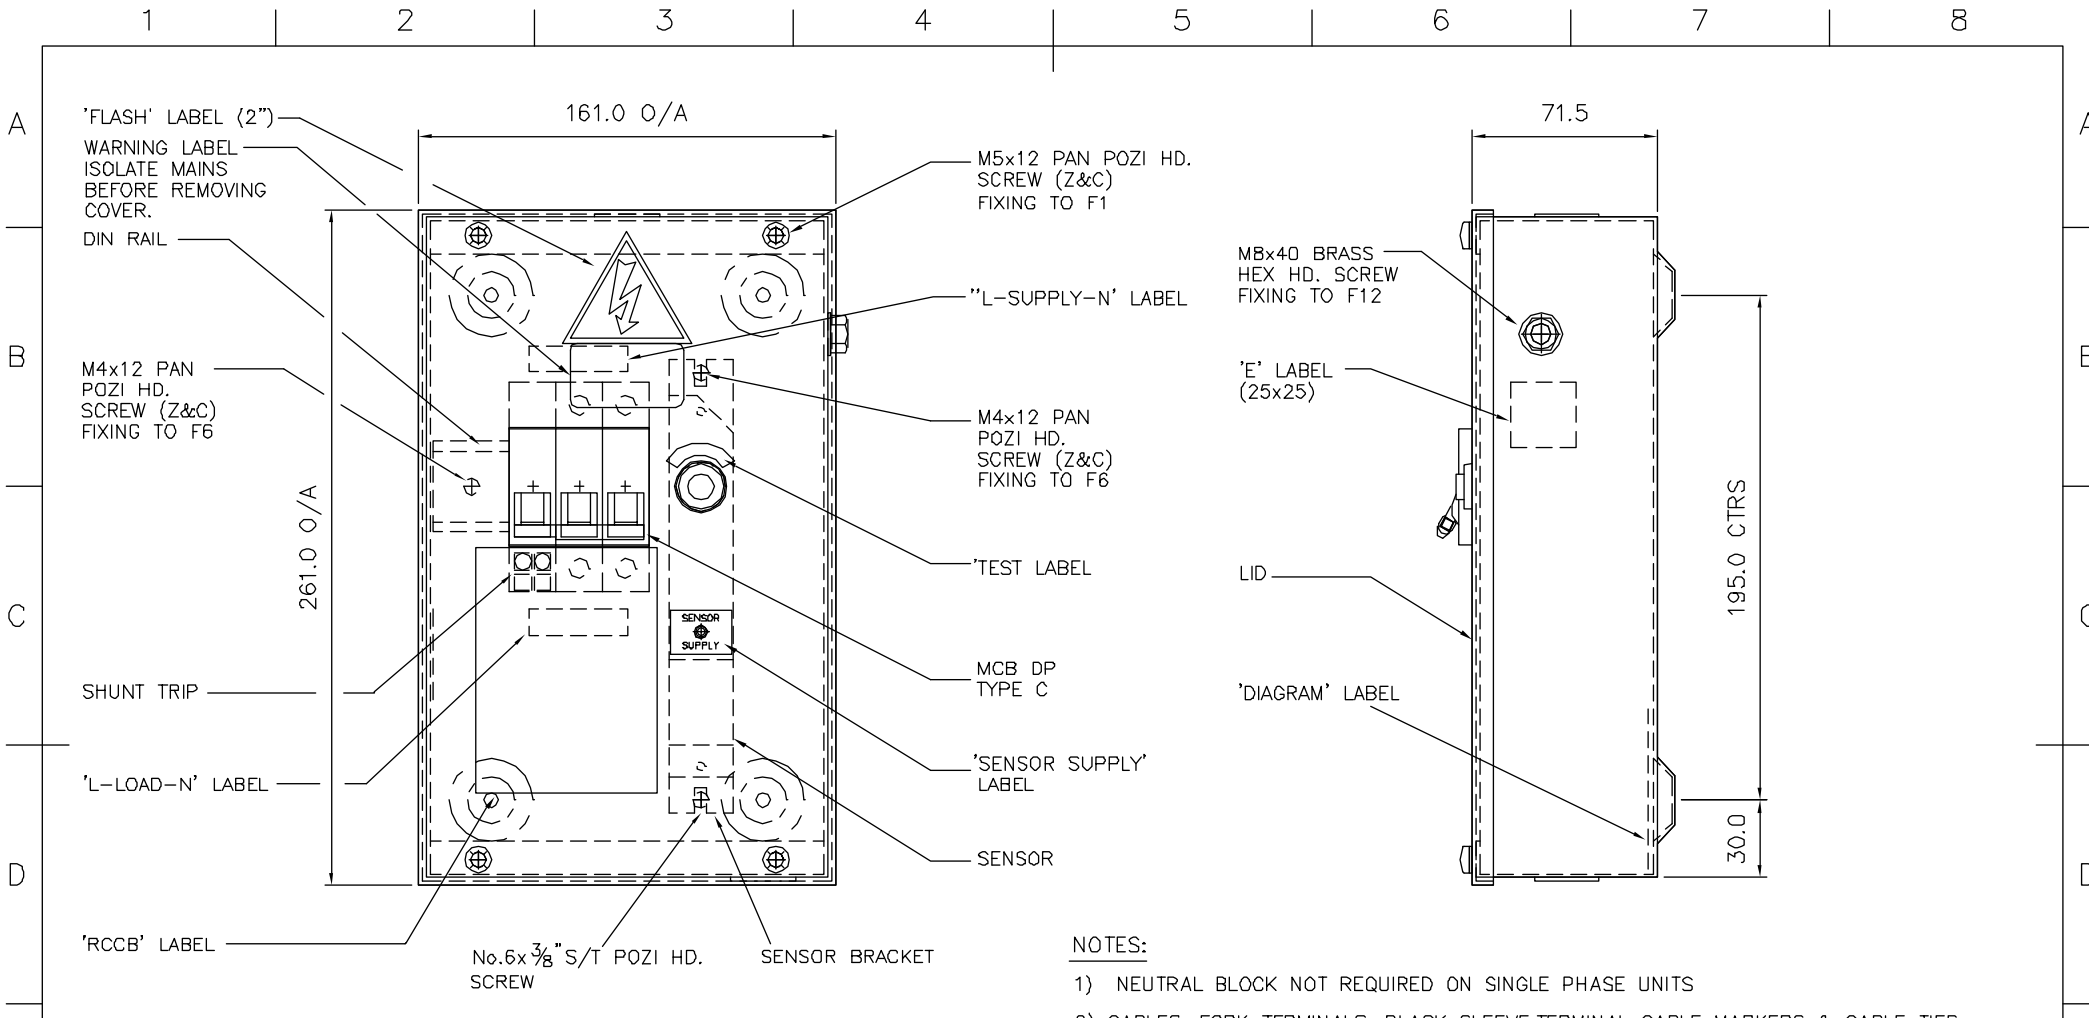 1 2 3 4 5 6 7 8
A
B
C
D
'FLASH' LABEL (2")
WARNING LABEL
ISOLATE MAINS
BEFORE REMOVING
COVER.
DIN RAIL
M4x12 PAN
POZI HD.
SCREW (Z&C)
FIXING TO F6
SHUNT TRIP
'L-LOAD-N' LABEL
'RCCB' LABEL
161.0 O/A
261.0 O/A
SENSOR
SUPPLY
No.6x 3/8" S/T POZI HD.
SCREW
SENSOR BRACKET
M5x12 PAN POZI HD.
SCREW (Z&C)
FIXING TO F1
"L-SUPPLY-N' LABEL
M4x12 PAN
POZI HD.
SCREW (Z&C)
FIXING TO F6
'TEST LABEL
MCB DP
TYPE C
'SENSOR SUPPLY'
LABEL
SENSOR
71.5
M8x40 BRASS
HEX HD. SCREW
FIXING TO F12
'E' LABEL
(25x25)
LID
'DIAGRAM' LABEL
195.0 CTRS
30.0
A
D
NOTES:
1) NEUTRAL BLOCK NOT REQUIRED ON SINGLE PHASE UNITS